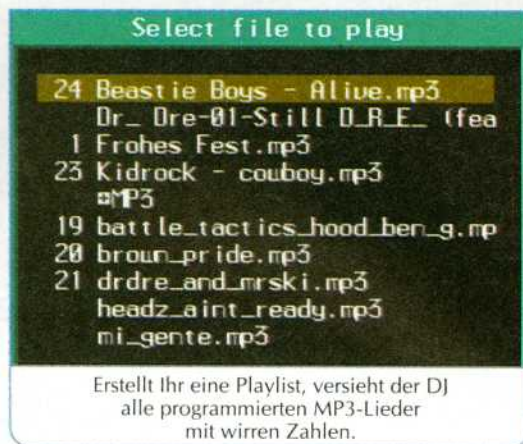 Select file to play
24 Beastie Boys - Alive.mp3
Dr_ Dre-01-Still D_R_E_ (fea
1 Frohes Fest.mp3
23 Kidrock - cowboy.mp3
MP3
19 battle_tactics_hood_ben_g.mp
20 broun_pride.mp3
21 drdre_and_mrski.mp3
headz_aint_ready.mp3
mi_gente.mp3
Erstellt Ihr eine Playlist, versieht der DJ
alle programmierten MP3-Lieder
mit wirren Zahlen.